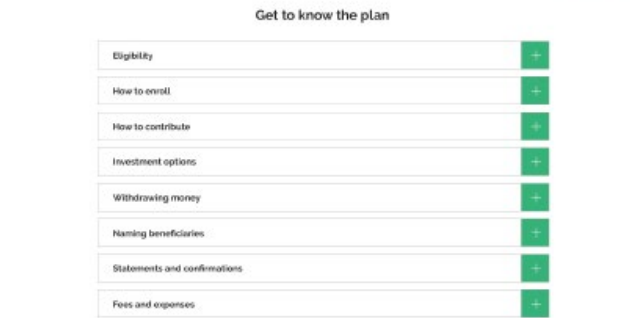 Get to know the plan
Eligibility
How to enroll
How to contribute
Investment options
Withdrawing money
Naming beneficiaries
Statements and confirmations
Fees and expenses